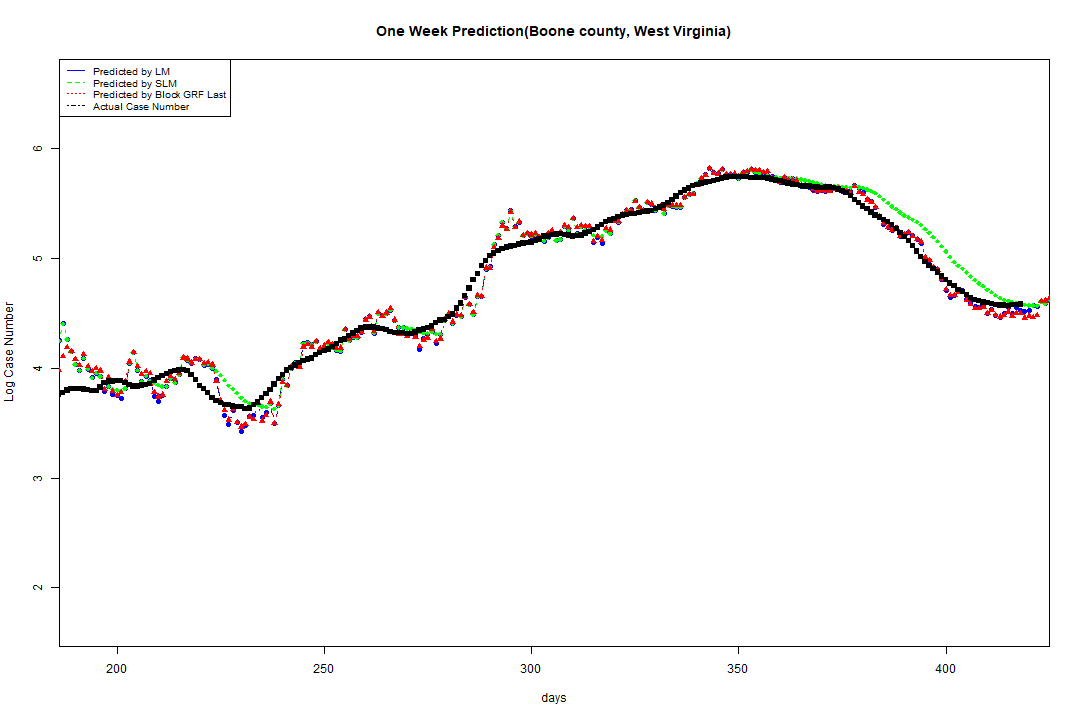 One Week Prediction(Boone county, West Virginia)
Predicted by LM
Predicted by SLM
Predicted by Block GRF Last
Actual Case Number
6
5
4
3
2
Log Case Number
200 250 300 350 400
days